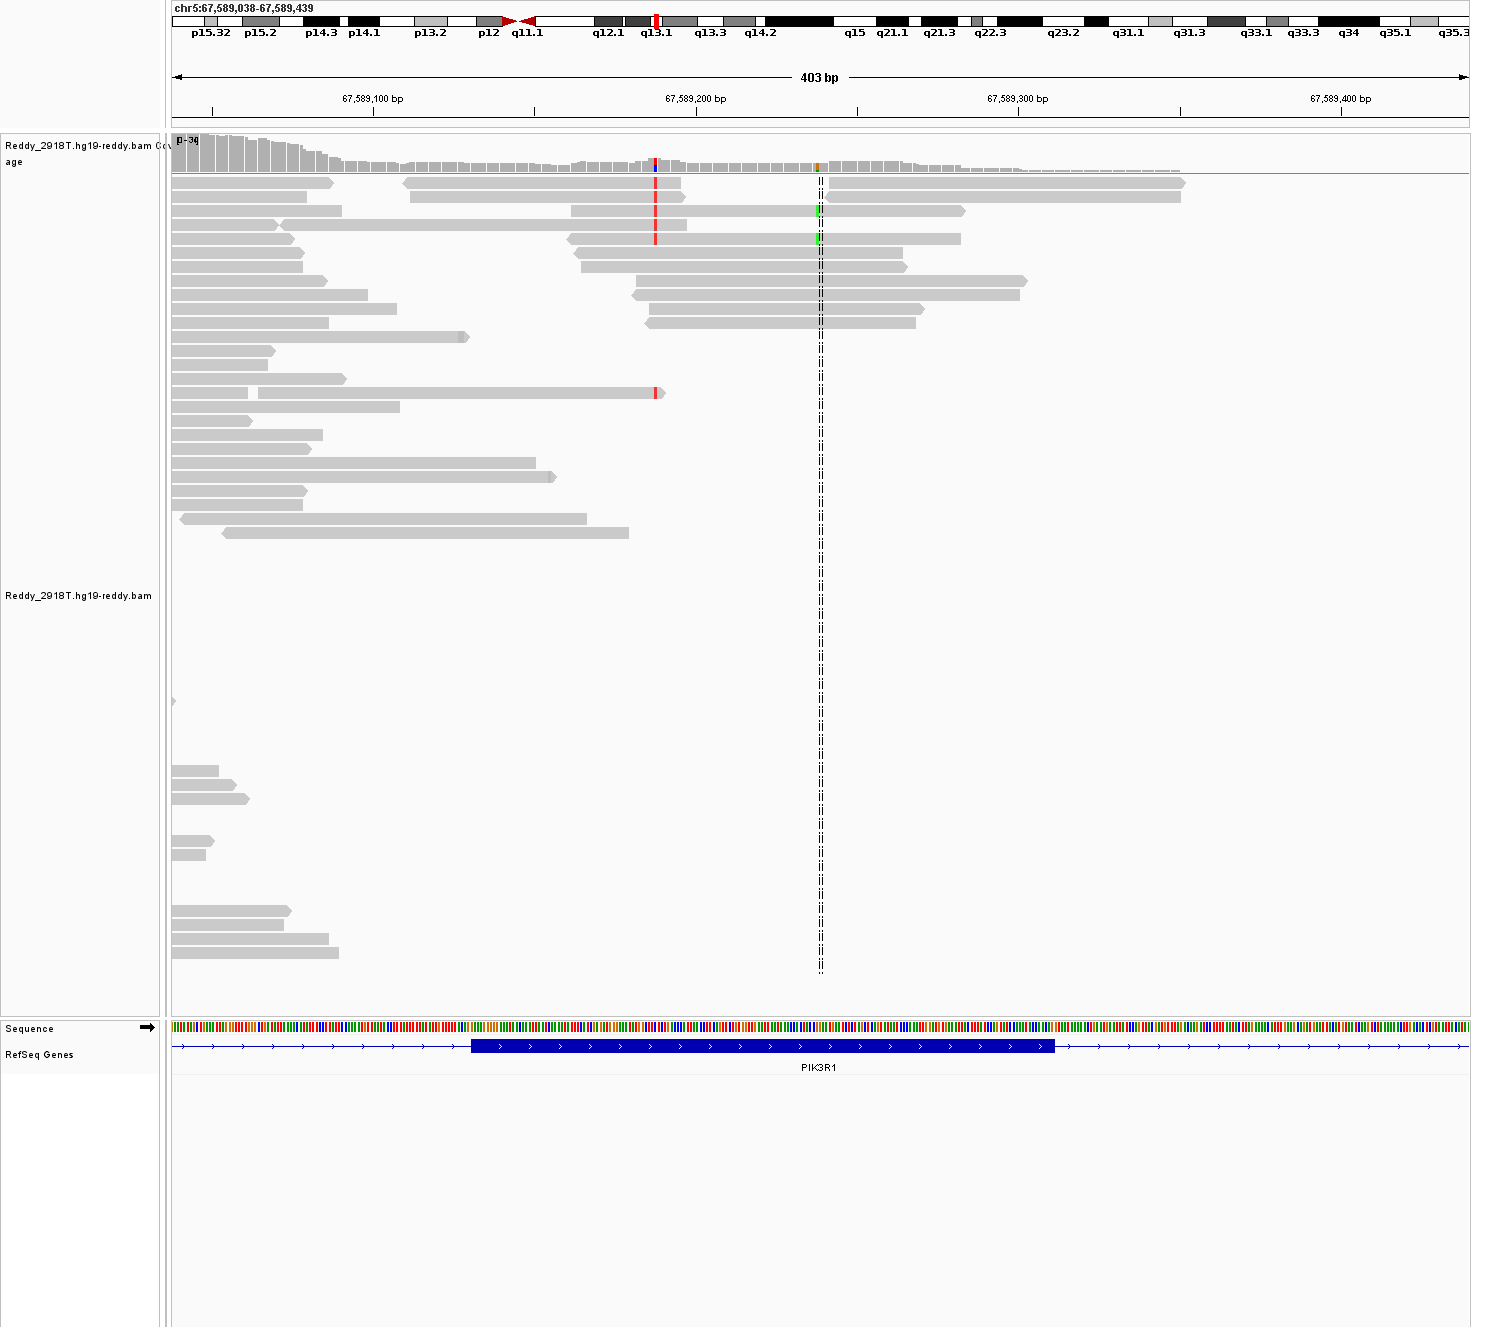 chr5:67,589,038-67,589,439
p15.32 p15.2 p14.3 p14.1 p13.2 p12 q11.1 q12.1 q13.1 q13.3 q14.2 q15 q21.1 q21.3 q22.3 q23.2 q31.1 q31.3 q33.1 q33.3 q34 q35.1 q35.3
403 bp
67,589,100 bp 67,589,200 bp 67,589,300 bp 67,589,400 bp
Reddy_2918T.hg19-reddy.bam Cov
age
Reddy_2918T.hg19-reddy.bam
Sequence
RefSeq Genes
PIK3R1